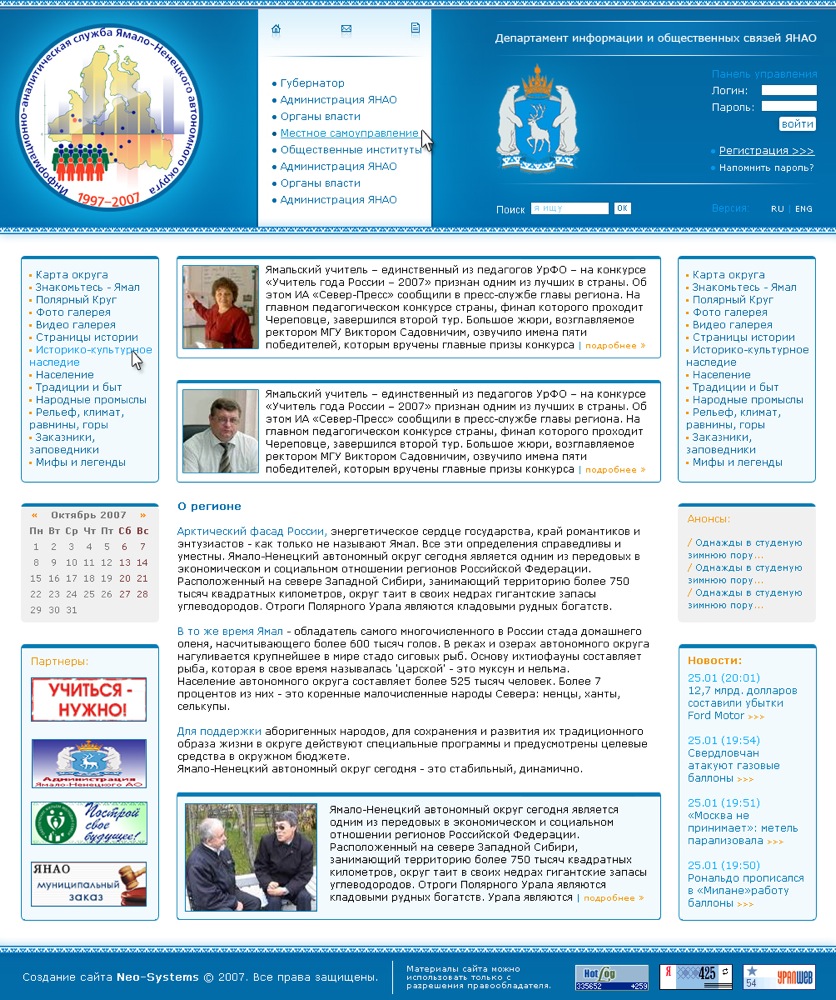 Информационно-аналитическая служба Ямало-Ненецкого автономного округа
1997-2007
Губернатор
Администрация ЯНАО
Органы власти
Местное самоуправление
Общественные институты
Администрация ЯНАО
Органы власти
Администрация ЯНАО
Департамент информации и общественных связей ЯНАО
Панель управления
Логин:
Пароль:
ВОЙТИ
Регистрация >>>
Напомнить пароль?
Поиск я ищу OK
Версия: RU | ENG
Карта округа
Знакомьтесь - Ямал
Полярный Круг
Фото галерея
Видео галерея
Страницы истории
Историко-культурное
наследие
Население
Традиции и быт
Народные промыслы
Рельеф, климат,
равнины, горы
Заказники,
заповедники
Мифы и легенды
Ямальский учитель – единственный из педагогов УрФО – на конкурсе
«Учитель года России – 2007» признан одним из лучших в стране. Об
этом ИА «Север-Пресс» сообщили в пресс-службе главы региона. На
главном педагогическом конкурсе страны, финал которого проходит
Череповце, завершился второй тур. Большое жюри, возглавляемое
ректором МГУ Виктором Садовничим, озвучило имена пяти
победителей, которым вручены главные призы конкурса | подробнее »
Ямальский учитель – единственный из педагогов УрФО – на конкурсе
«Учитель года России – 2007» признан одним из лучших в стране. Об
этом ИА «Север-Пресс» сообщили в пресс-службе главы региона. На
главном педагогическом конкурсе страны, финал которого проходит
Череповце, завершился второй тур. Большое жюри, возглавляемое
ректором МГУ Виктором Садовничим, озвучило имена пяти
победителей, которым вручены главные призы конкурса | подробнее »
Карта округа
Знакомьтесь - Ямал
Полярный Круг
Фото галерея
Видео галерея
Страницы истории
Историко-культурное
наследие
Население
Традиции и быт
Народные промыслы
Рельеф, климат,
равнины, горы
Заказники,
заповедники
Мифы и легенды
« Октябрь 2007 »
Пн Вт Ср Чт Пт Сб Вс
1 2 3 4 5 6 7
8 9 10 11 12 13 14
15 16 17 18 19 20 21
22 23 24 25 26 27 28
29 30 31
Партнеры:
УЧИТЬСЯ -
НУЖНО!
Администрация
Ямало-Ненецкого АО
Построй
свое
будущее!
ЯНАО
муниципальный
заказ
О регионе
Арктический фасад России, энергетическое сердце государства, край романтиков и
энтузиастов - как только не называют Ямал. Все эти определения справедливы и
уместны. Ямало-Ненецкий автономный округ сегодня является одним из передовых в
экономическом и социальном отношении регионов Российской Федерации.
Расположенный на севере Западной Сибири, занимающий территорию более 750
тысяч квадратных километров, округ таит в своих недрах гигантские запасы
углеводородов. Отроги Полярного Урала являются кладовыми рудных богатств.
В то же время Ямал - обладатель самого многочисленного в России стада домашнего
оленя, насчитывающего более 600 тысяч голов. В реках и озерах автономного округа
нагуливается крупнейшее в мире стадо сиговых рыб. Основу ихтиофауны составляет
рыба, которая в свое время называлась 'царской' - это муксун и нельма.
Население автономного округа составляет более 525 тысяч человек. Более 7
процентов из них - это коренные малочисленные народы Севера: ненцы, ханты,
селькупы.
Для поддержки аборигенных народов, для сохранения и развития их традиционного
образа жизни в округе действуют специальные программы и предусмотрены целевые
средства в окружном бюджете.
Ямало-Ненецкий автономный округ сегодня - это стабильный, динамично.
Ямало-Ненецкий автономный округ сегодня является
одним из передовых в экономическом и социальном
отношении регионов Российской Федерации.
Расположенный на севере Западной Сибири,
занимающий территорию более 750 тысяч квадратных
километров, округ таит в своих недрах гигантские запасы
углеводородов. Отроги Полярного Урала являются
кладовыми рудных богатств. Урала являются | подробнее »
Анонсы:
/ Однажды в студеную
зимнюю пору...
/ Однажды в студеную
зимнюю пору...
/ Однажды в студеную
зимнюю пору...
Новости:
25.01 (20:01)
12,7 млрд. долларов
составили убытки
Ford Motor >>>
25.01 (19:54)
Свердловчан
атакуют газовые
баллоны >>>
25.01 (19:51)
«Москва не
принимает»: метель
парализовала >>>
25.01 (19:50)
Рональдо прописался
в «Милане»работу
баллоны >>>
Создание сайта Neo-Systems © 2007. Все права защищены.
Материалы сайта можно
использовать только с
разрешения правообладателя.
HotLog
335652 +259
Я 425
54 УРАЛWEB